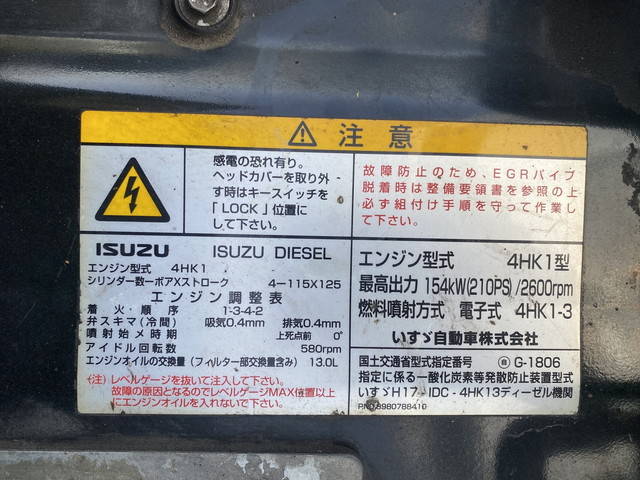 注意
感電の恐れ有り。
ヘッドカバーを取り外
す時はキースイッチを
「LOCK」位置に
して下さい。
故障防止のため、EGRパイプ
脱着時は整備要領書を参照の上
必ず組付け手順を守って作業し
て下さい。
ISUZU ISUZU DIESEL
エンジン型式 4HK1
シリンダー数-ボアXストローク 4-115X125
エンジン調整表
着火順序 1-3-4-2
弁スキマ(冷間) 吸気0.4mm 排気0.4mm
噴射始メ時期 上死点前 0°
アイドル回転数 580rpm
エンジンオイルの交換量(フィルター部交換量含み) 13.0L
(注)レベルゲージを抜いて注入して下さい。
故障の原因となるのでレベルゲージMAX位置以上
にエンジンオイルを入れないで下さい。
エンジン型式 4HK1型
最高出力 154kW(210PS)/2600rpm
燃料噴射方式 電子式 4HK1-3
いすゞ自動車株式会社
国土交通省型式指定番号 G-1806
指定に係る一酸化炭素等発散防止装置型式
いすゞH17-IDC-4HK13ディーゼル機関
P/NO.8980788410